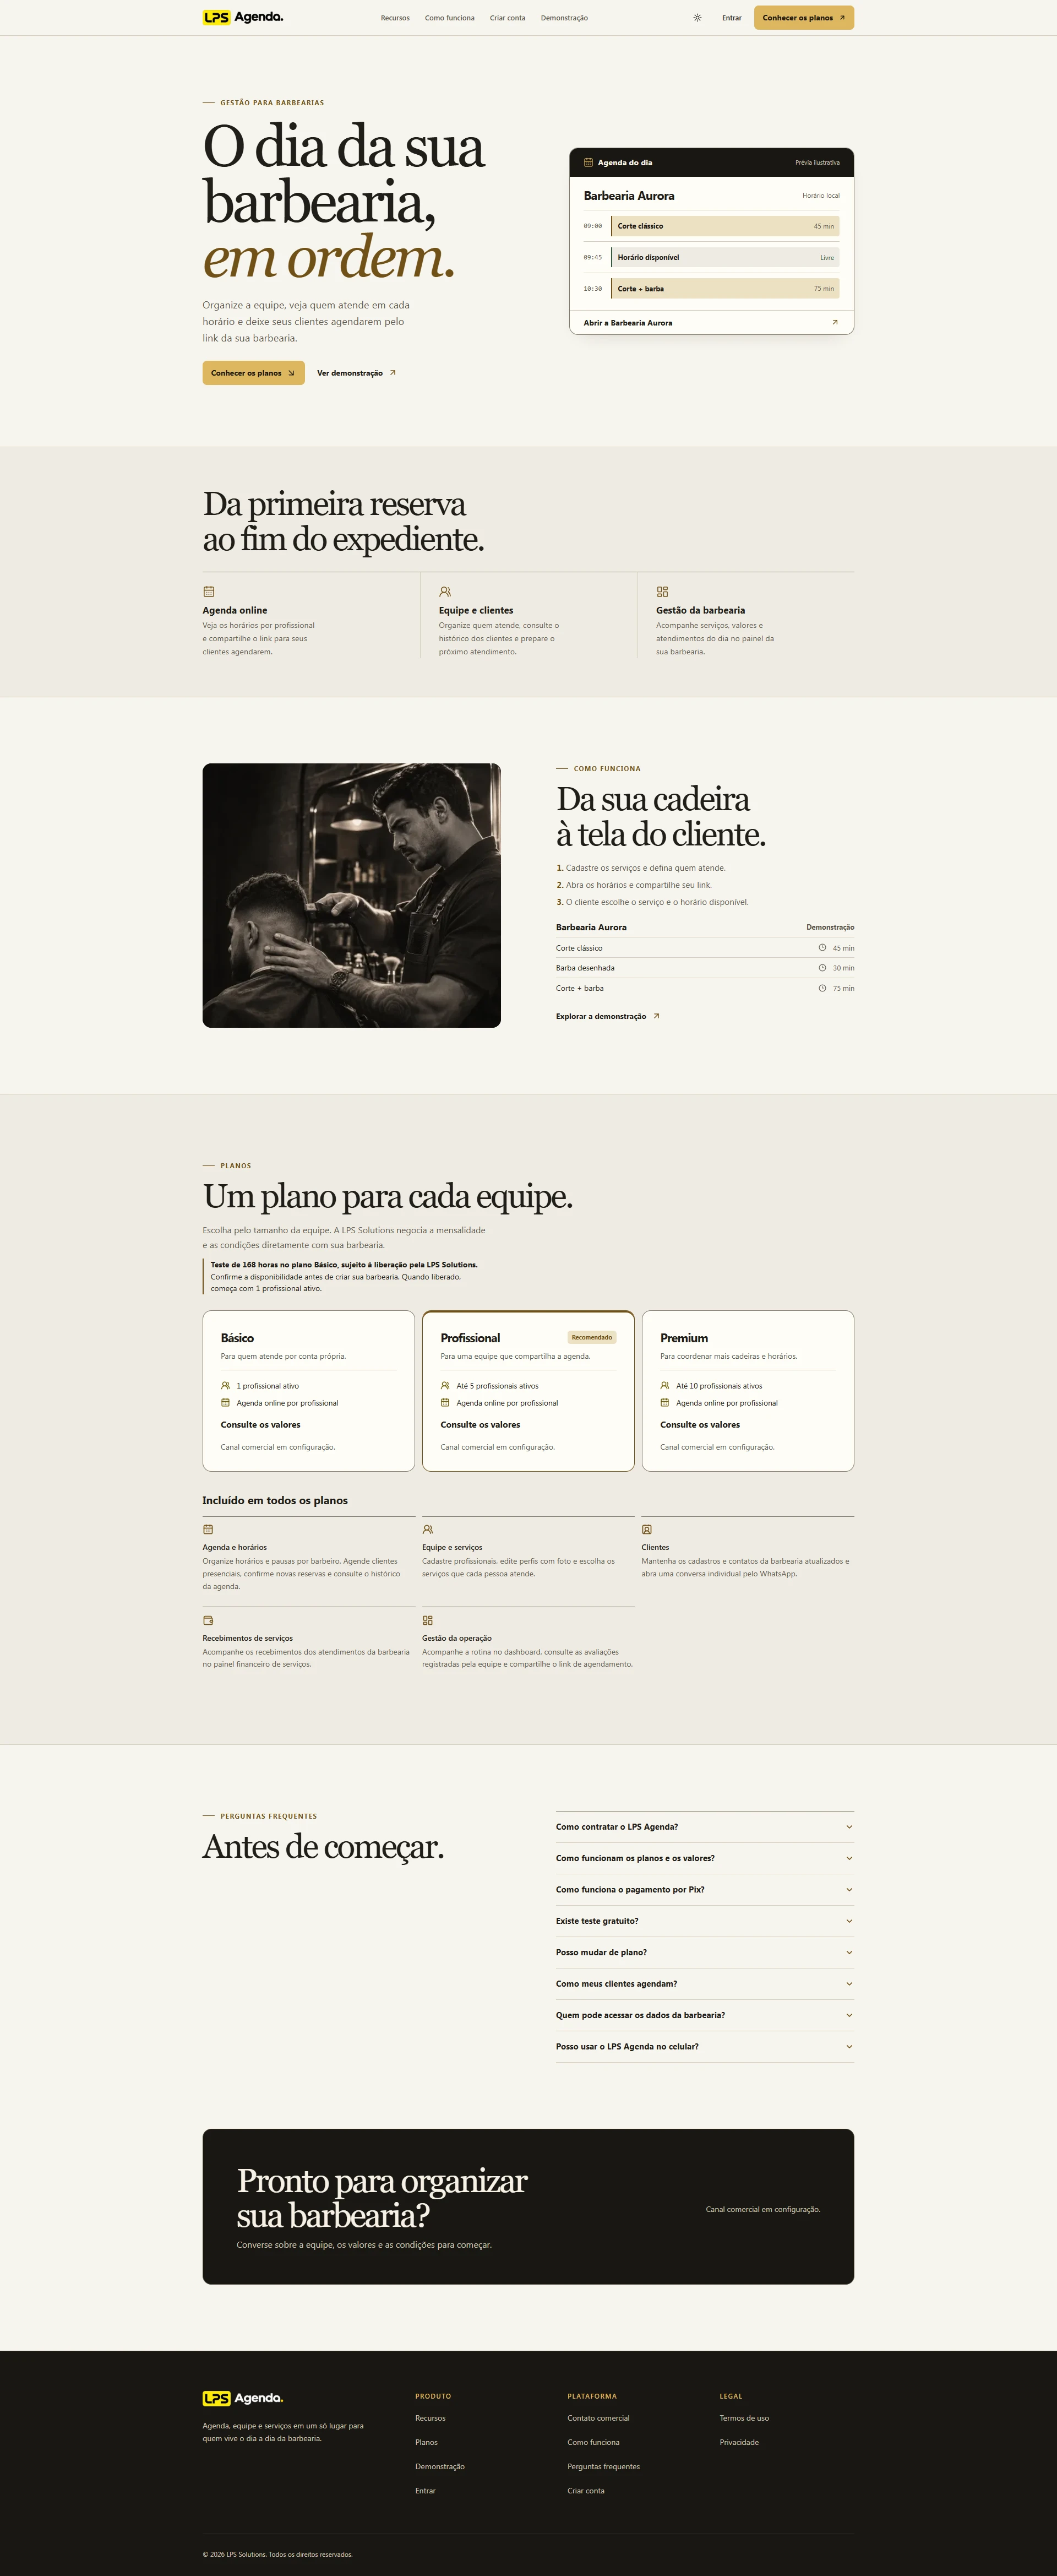 LPS Agenda.
Recursos
Como funciona
Criar conta
Demonstração
Entrar
Conhecer os planos
GESTÃO PARA BARBEARIAS
O dia da sua
barbearia,
em ordem.
Organize a equipe, veja quem atende em cada
horário e deixe seus clientes agendarem pelo
link da sua barbearia.
Conhecer os planos
Ver demonstração
Agenda do dia
Prévia ilustrativa
Barbearia Aurora
Horário local
09:00
Corte clássico
45 min
09:45
Horário disponível
Livre
10:30
Corte + barba
75 min
Abrir a Barbearia Aurora
Da primeira reserva
ao fim do expediente.
Agenda online
Veja os horários por profissional
e compartilhe o link para seus
clientes agendarem.
Equipe e clientes
Organize quem atende, consulte o
histórico dos clientes e prepare o
próximo atendimento.
Gestão da barbearia
Acompanhe serviços, valores e
atendimentos do dia no painel da
sua barbearia.
COMO FUNCIONA
Da sua cadeira
à tela do cliente.
1. Cadastre os serviços e defina quem atende.
2. Abra os horários e compartilhe seu link.
3. O cliente escolhe o serviço e o horário disponível.
Barbearia Aurora
Demonstração
Corte clássico
45 min
Barba desenhada
30 min
Corte + barba
75 min
Explorar a demonstração
PLANOS
Um plano para cada equipe.
Escolha pelo tamanho da equipe. A LPS Solutions negocia a mensalidade
e as condições diretamente com sua barbearia.
Teste de 168 horas no plano Básico, sujeito à liberação pela LPS Solutions.
Confirme a disponibilidade antes de criar sua barbearia. Quando liberado,
começa com 1 profissional ativo.
Básico
Para quem atende por conta própria.
1 profissional ativo
Agenda online por profissional
Consulte os valores
Canal comercial em configuração.
Profissional
Recomendado
Para uma equipe que compartilha a agenda.
Até 5 profissionais ativos
Agenda online por profissional
Consulte os valores
Canal comercial em configuração.
Premium
Para coordenar mais cadeiras e horários.
Até 10 profissionais ativos
Agenda online por profissional
Consulte os valores
Canal comercial em configuração.
Incluído em todos os planos
Agenda e horários
Organize horários e pausas por barbeiro. Agende clientes
presenciais, confirme novas reservas e consulte o histórico
da agenda.
Equipe e serviços
Cadastre profissionais, edite perfis com foto e escolha os
serviços que cada pessoa atende.
Clientes
Mantenha os cadastros e contatos da barbearia atualizados e
abra uma conversa individual pelo WhatsApp.
Recebimentos de serviços
Acompanhe os recebimentos dos atendimentos da barbearia
no painel financeiro de serviços.
Gestão da operação
Acompanhe a rotina no dashboard, consulte as avaliações
registradas pela equipe e compartilhe o link de agendamento.
PERGUNTAS FREQUENTES
Antes de começar.
Como contratar o LPS Agenda?
Como funcionam os planos e os valores?
Como funciona o pagamento por Pix?
Existe teste gratuito?
Posso mudar de plano?
Como meus clientes agendam?
Quem pode acessar os dados da barbearia?
Posso usar o LPS Agenda no celular?
Pronto para organizar
sua barbearia?
Converse sobre a equipe, os valores e as condições para começar.
Canal comercial em configuração.
LPS Agenda.
Agenda, equipe e serviços em um só lugar para
quem vive o dia a dia da barbearia.
PRODUTO
Recursos
Planos
Demonstração
Entrar
PLATAFORMA
Contato comercial
Como funciona
Perguntas frequentes
Criar conta
LEGAL
Termos de uso
Privacidade
© 2026 LPS Solutions. Todos os direitos reservados.